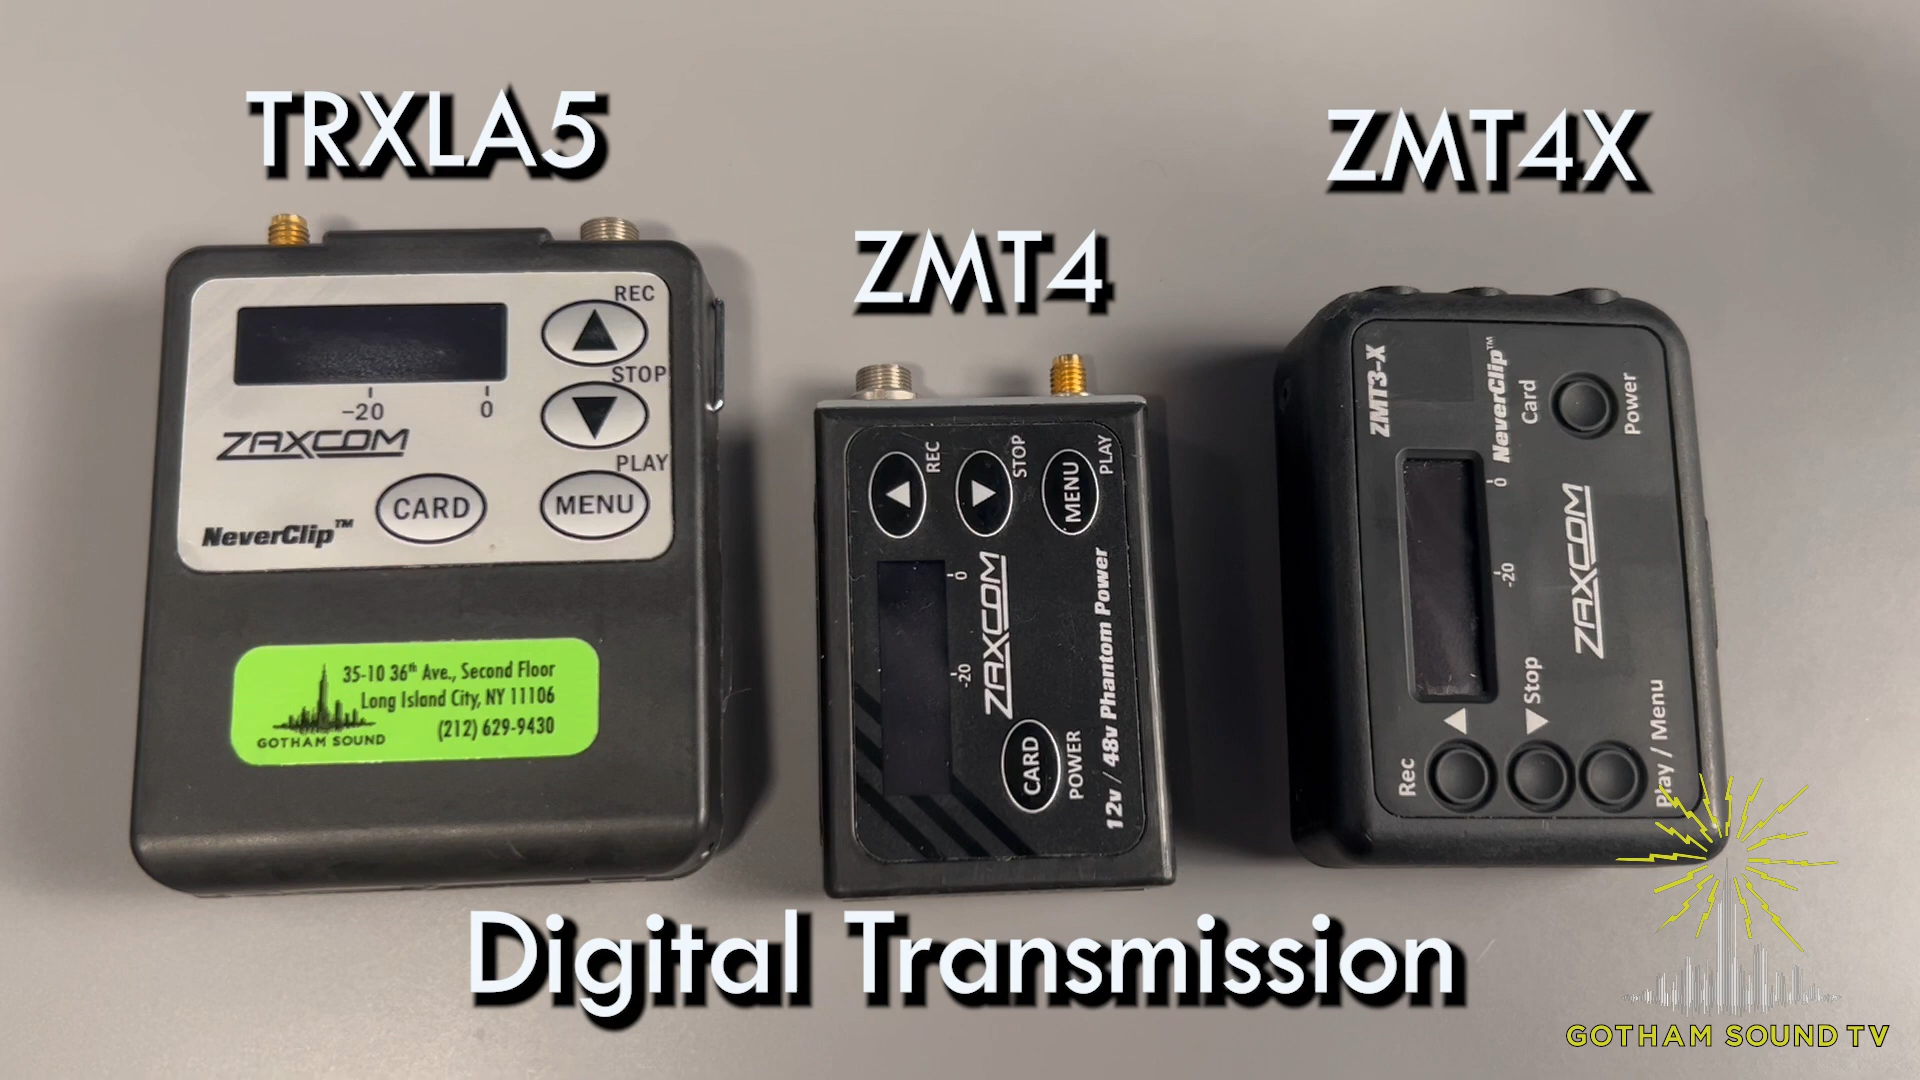 TRXLA5
ZMT4
ZMT4X
REC
STOP
PLAY
-20
0
ZAXCOM
CARD
MENU
NeverClip™
35-10 36th Ave., Second Floor
Long Island City, NY 11106
(212) 629-9430
GOTHAM SOUND
REC
STOP
PLAY
MENU
0
-20
ZAXCOM
CARD
POWER
12v / 48v Phantom Power
ZMT3-X
NeverClip™
Card
Power
0
-20
ZAXCOM
Rec
Stop
Play / Menu
Digital Transmission
GOTHAM SOUND TV